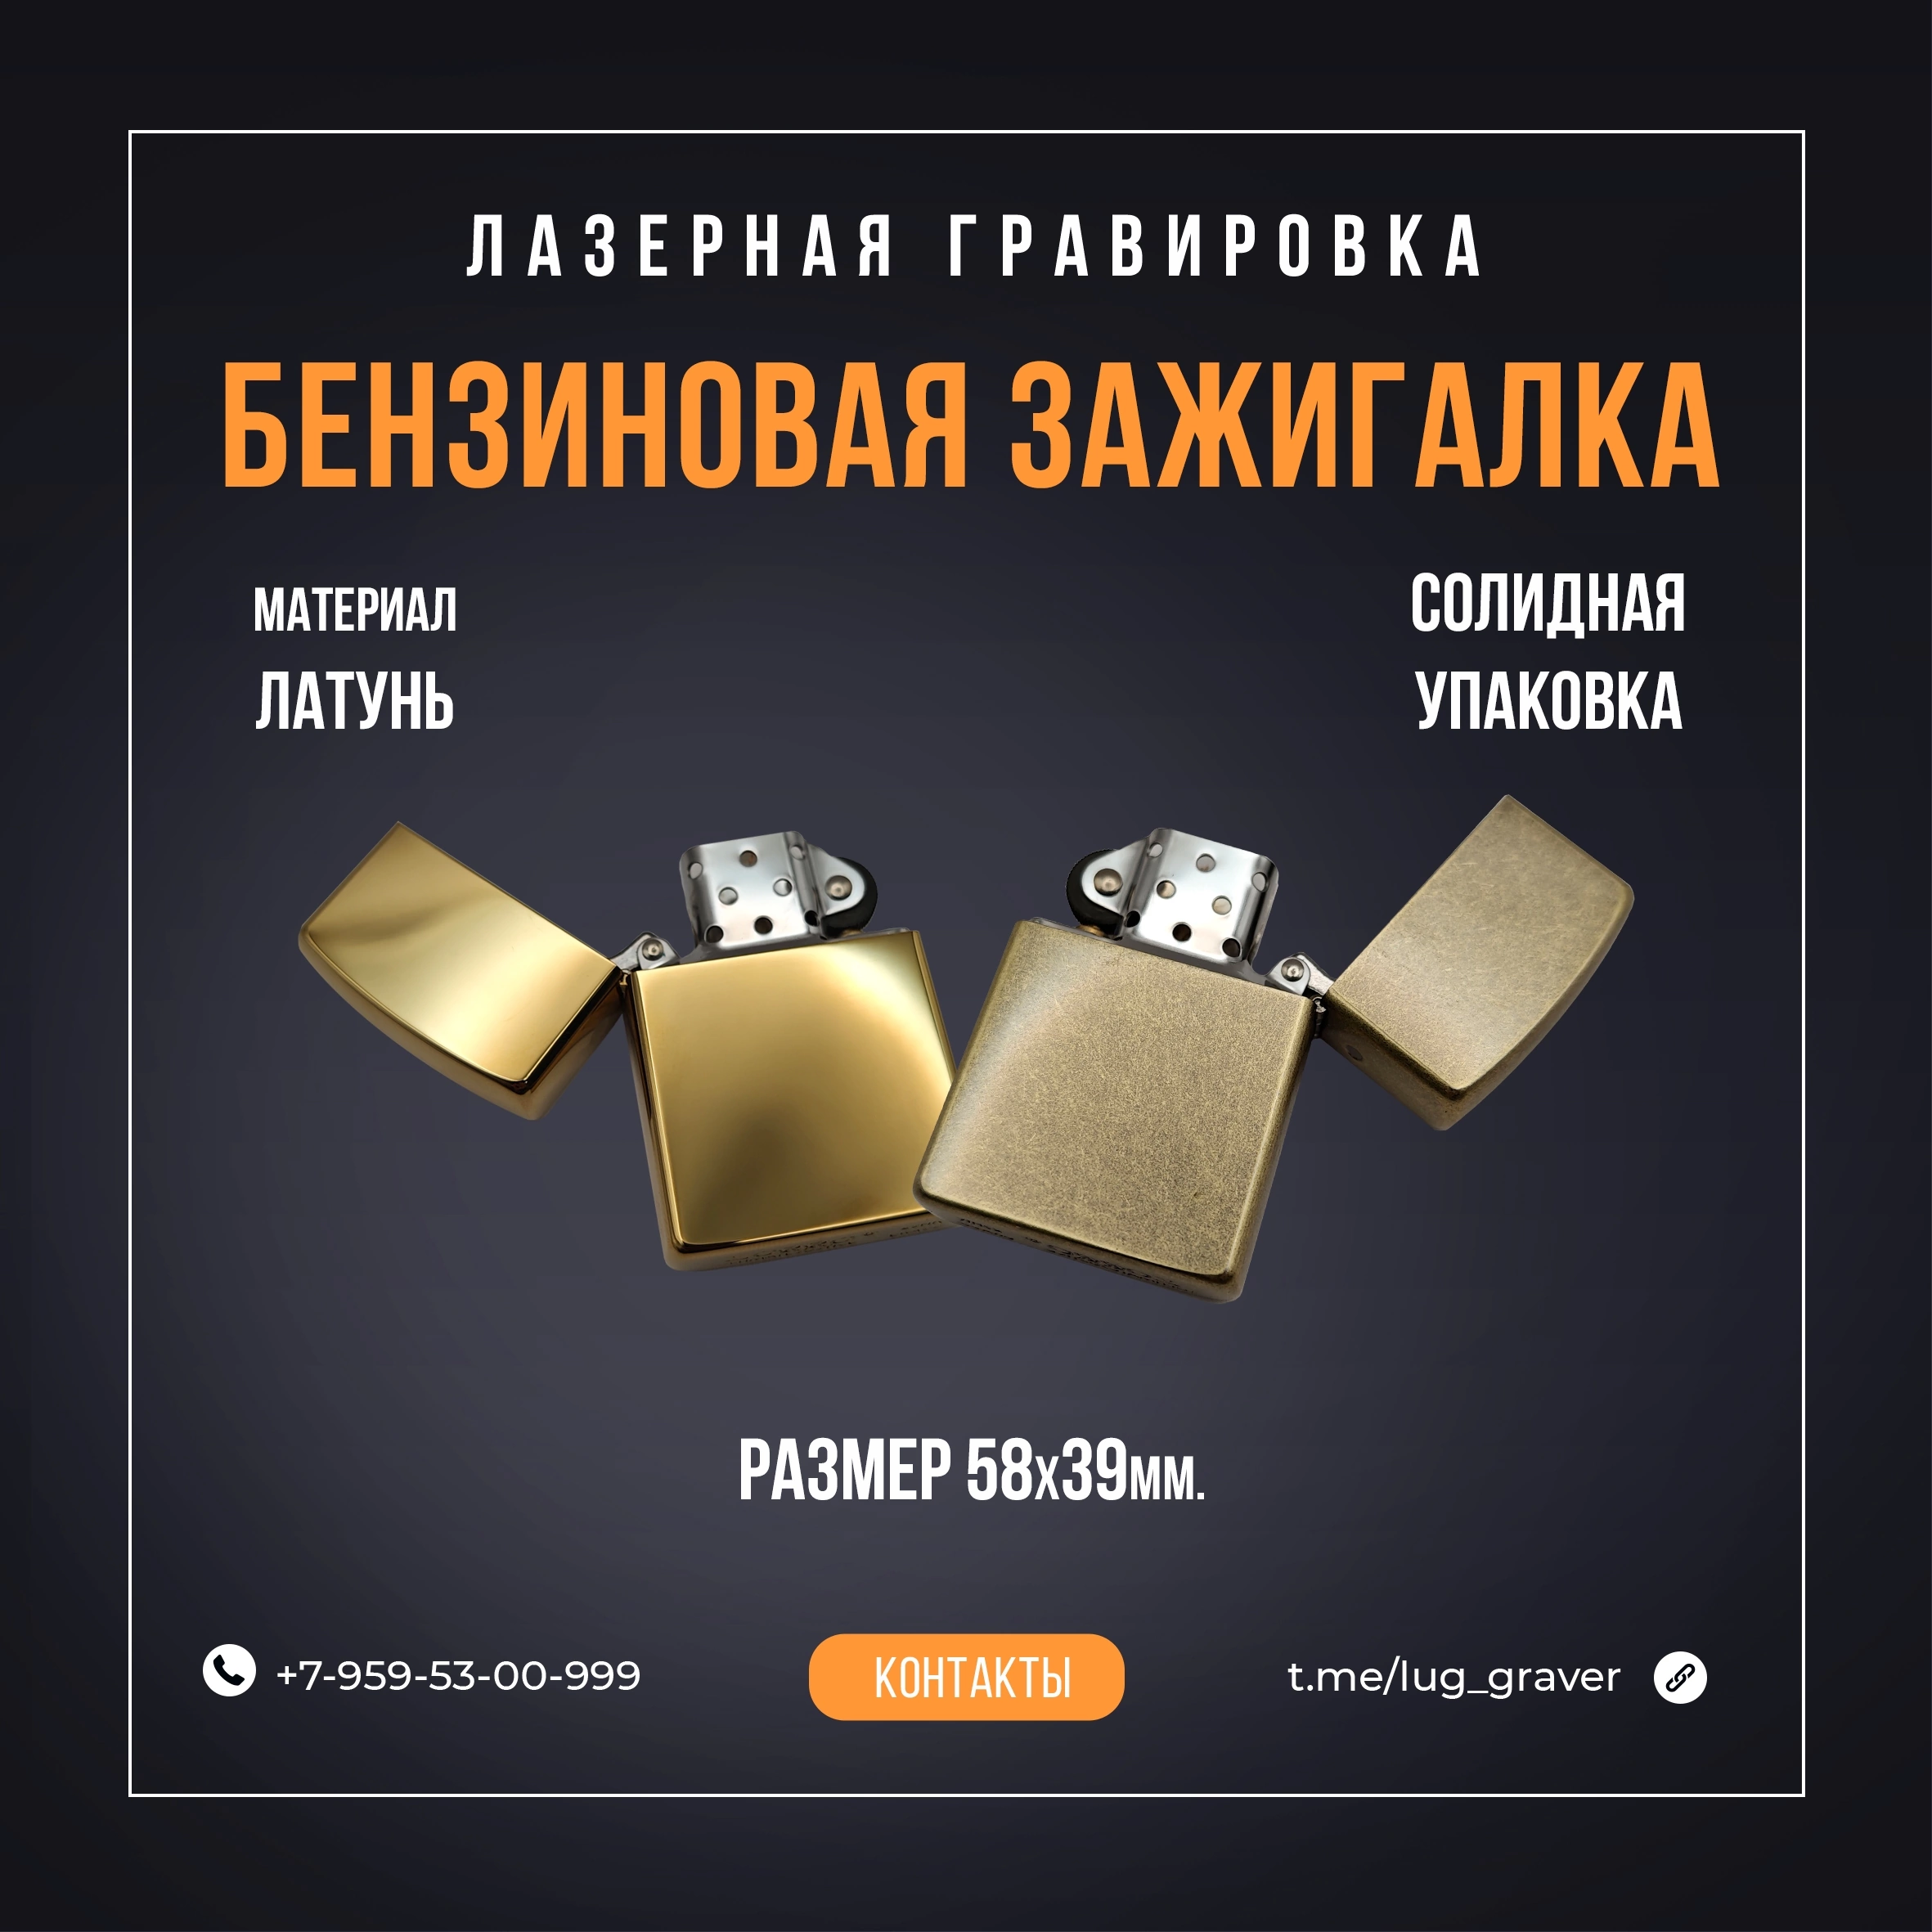 ЛАЗЕРНАЯ ГРАВИРОВКА
БЕНЗИНОВАЯ ЗАЖИГАЛКА
МАТЕРИАЛ
ЛАТУНЬ
СОЛИДНАЯ
УПАКОВКА
РАЗМЕР 58х39мм.
+7-959-53-00-999
КОНТАКТЫ
t.me/lug_graver